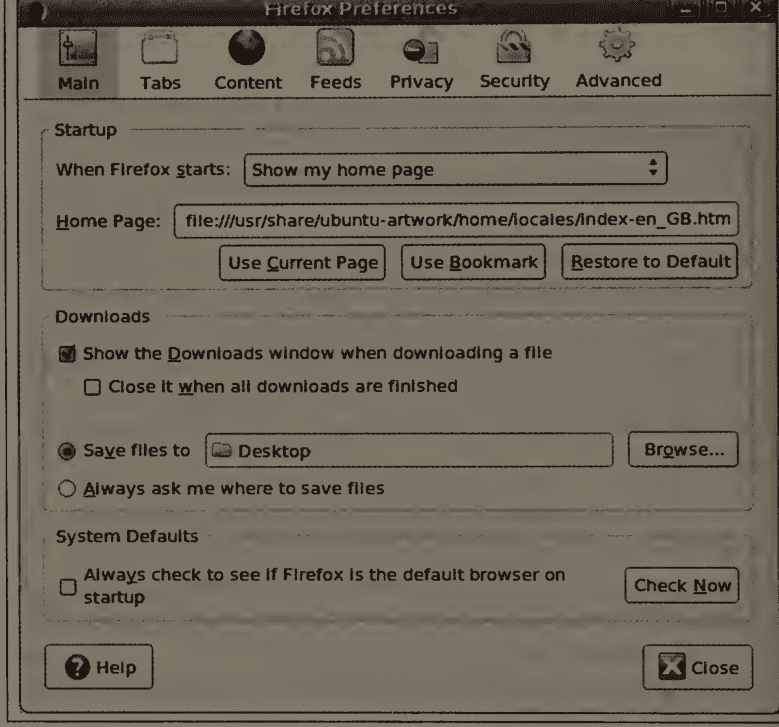 Firefox Preferences
Main Tabs Content Feeds Privacy Security Advanced
Startup
When Firefox starts: Show my home page
Home Page: file:///usr/share/ubuntu-artwork/home/locales/index-en_GB.htm
Use Current Page Use Bookmark Restore to Default
Downloads
Show the Downloads window when downloading a file
Close it when all downloads are finished
Save files to Desktop Browse...
Always ask me where to save files
System Defaults
Always check to see if Firefox is the default browser on
startup
Check Now
Help Close